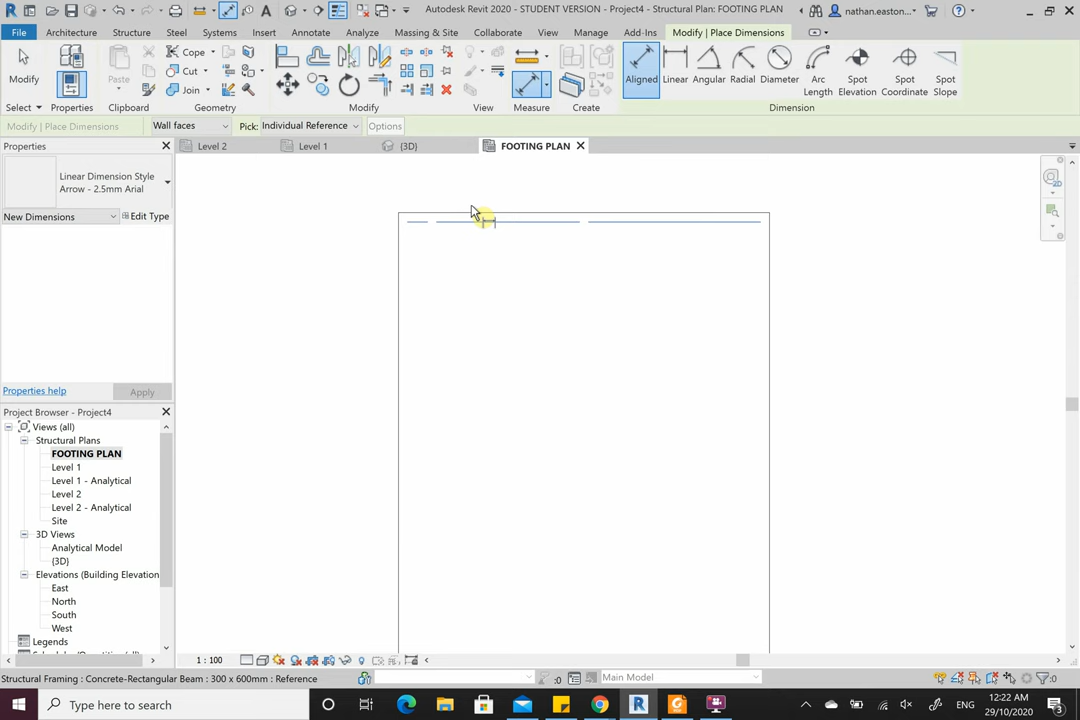 Autodesk Revit 2020 - STUDENT VERSION - Project4 - Structural Plan: FOOTING PLAN
nathan.easton...
File Architecture Structure Steel Systems Insert Annotate Analyze Massing & Site Collaborate View Manage Add-Ins Modify | Place Dimensions
Modify
Paste
Cope
Cut
Join
Aligned Linear Angular Radial Diameter Arc Length Spot Elevation Spot Coordinate Spot Slope
Select Properties Clipboard Geometry Modify View Measure Create Dimension
Modify | Place Dimensions Wall faces Pick: Individual Reference Options
Properties
Level 2 Level 1 {3D} FOOTING PLAN
Linear Dimension Style
Arrow - 2.5mm Arial
New Dimensions Edit Type
Properties help Apply
Project Browser - Project4
Views (all)
Structural Plans
FOOTING PLAN
Level 1
Level 1 - Analytical
Level 2
Level 2 - Analytical
Site
3D Views
Analytical Model
{3D}
Elevations (Building Elevation
East
North
South
West
Legends
1 : 100
Structural Framing : Concrete-Rectangular Beam : 300 x 600mm : Reference
:0 Main Model :0
Type here to search
ENG
12:22 AM
29/10/2020
3